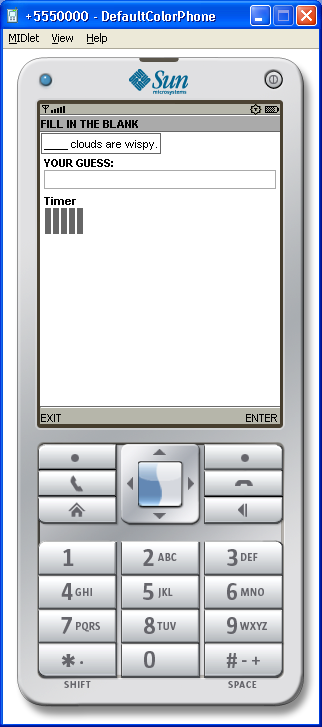 +5550000 - DefaultColorPhone
MIDlet View Help
Sun
microsystems
FILL IN THE BLANK
____ clouds are wispy.
YOUR GUESS:
Timer
EXIT ENTER
1 2 ABC 3 DEF
4 GHI 5 JKL 6 MNO
7 PQRS 8 TUV 9 WXYZ
* . 0 # - +
SHIFT SPACE